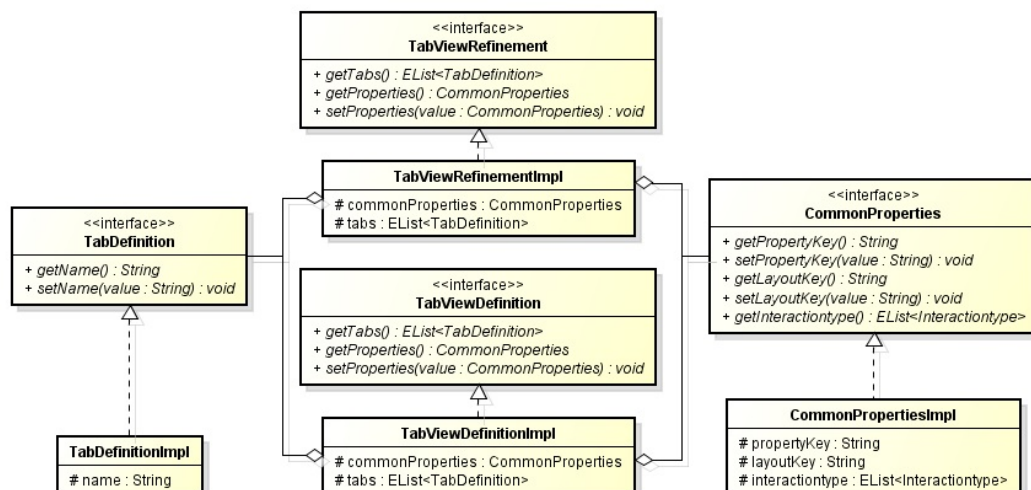 <<interface>>
TabViewRefinement
+ getTabs() : EList<TabDefinition>
+ getProperties() : CommonProperties
+ setProperties(value : CommonProperties) : void
TabViewRefinementImpl
# commonProperties : CommonProperties
# tabs : EList<TabDefinition>
<<interface>>
TabDefinition
+ getName() : String
+ setName(value : String) : void
<<interface>>
CommonProperties
+ getPropertyKey() : String
+ setPropertyKey(value : String) : void
+ getLayoutKey() : String
+ setLayoutKey(value : String) : void
+ getInteractiontype() : EList<Interactiontype>
<<interface>>
TabViewDefinition
+ getTabs() : EList<TabDefinition>
+ getProperties() : CommonProperties
+ setProperties(value : CommonProperties) : void
TabDefinitionImpl
# name : String
TabViewDefinitionImpl
# commonProperties : CommonProperties
# tabs : EList<TabDefinition>
CommonPropertiesImpl
# propertyKey : String
# layoutKey : String
# interactiontype : EList<Interactiontype>